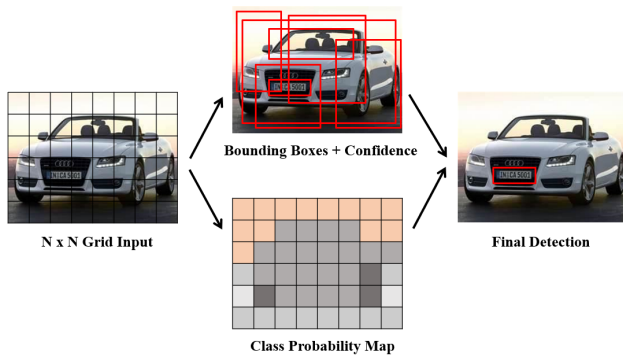 Bounding Boxes + Confidence
N x N Grid Input
Final Detection
Class Probability Map